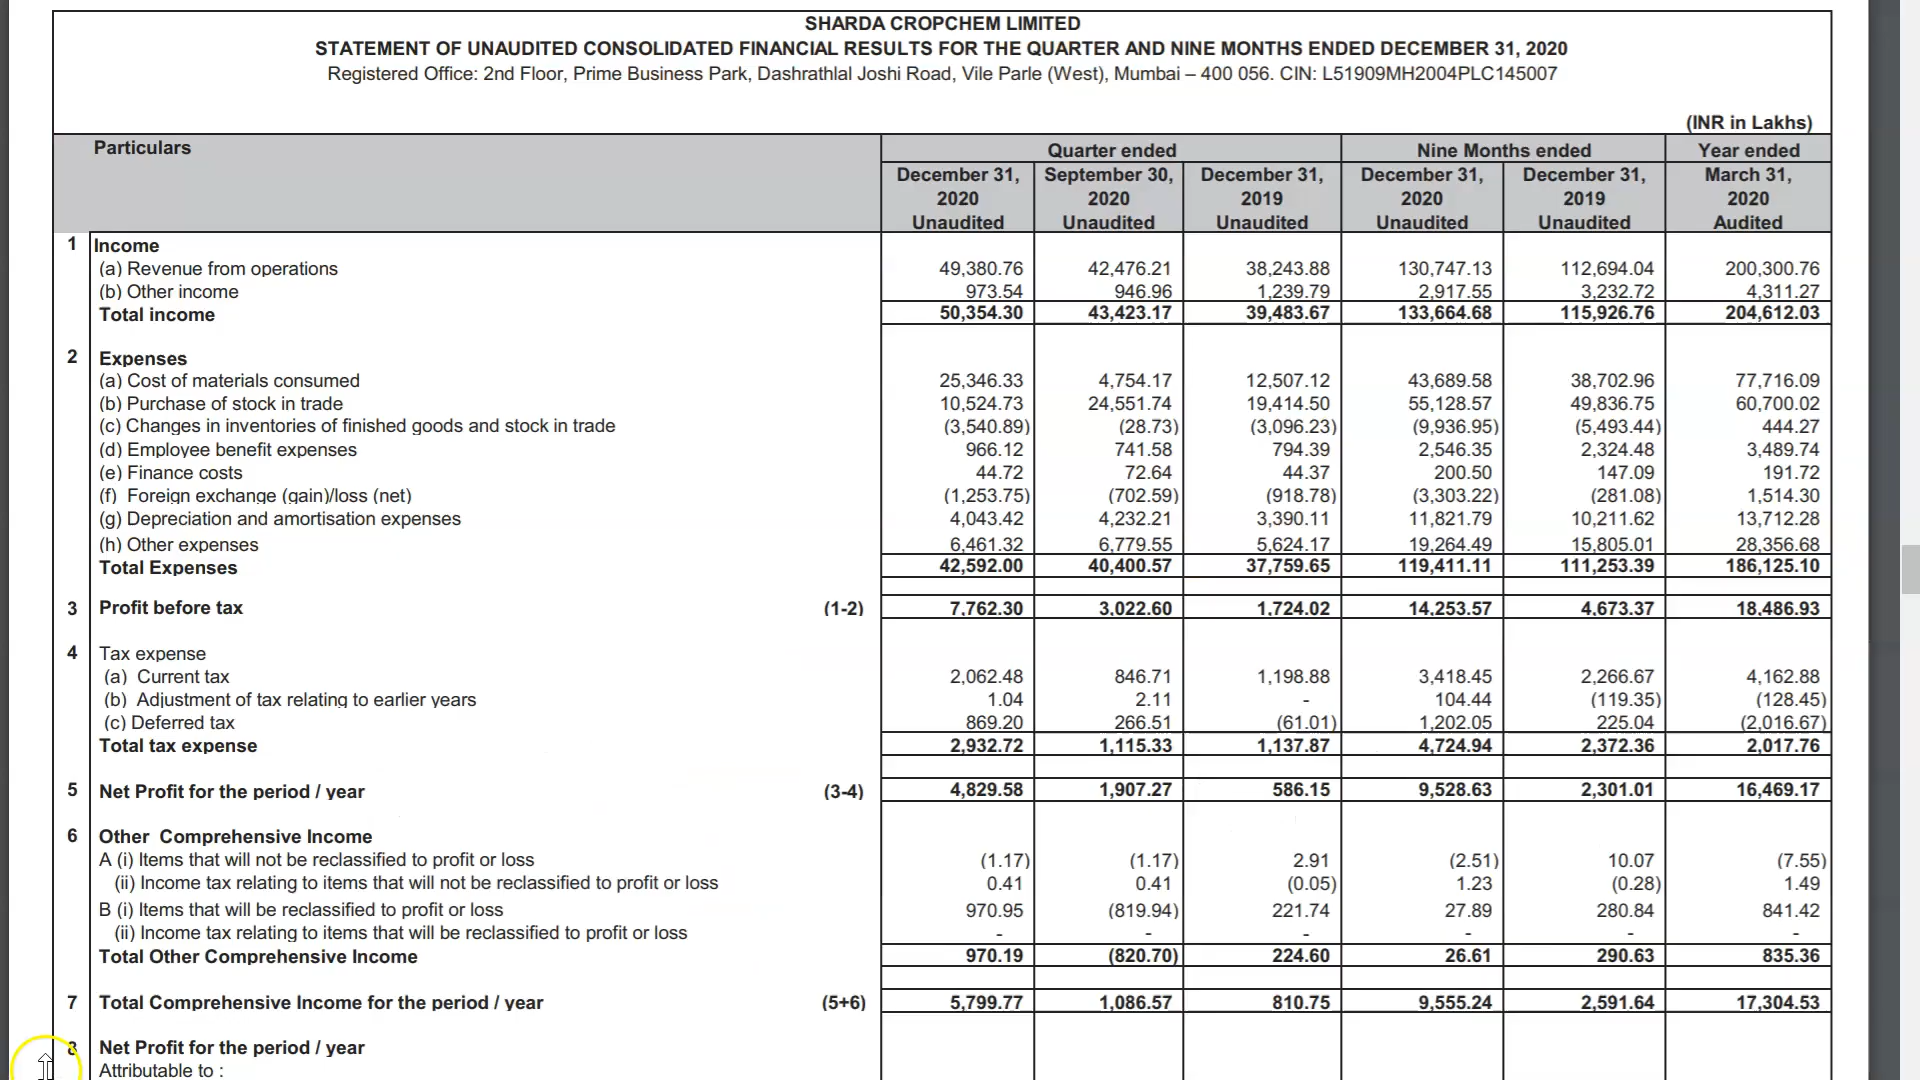 SHARDA CROPCHEM LIMITED
STATEMENT OF UNAUDITED CONSOLIDATED FINANCIAL RESULTS FOR THE QUARTER AND NINE MONTHS ENDED DECEMBER 31, 2020
Registered Office: 2nd Floor, Prime Business Park, Dashrathlal Joshi Road, Vile Parle (West), Mumbai – 400 056. CIN: L51909MH2004PLC145007
(INR in Lakhs)
Particulars Quarter ended Nine Months ended Year ended
December 31, September 30, December 31, December 31, December 31, March 31,
2020 2020 2019 2020 2019 2020
Unaudited Unaudited Unaudited Unaudited Unaudited Audited
1 Income
(a) Revenue from operations 49,380.76 42,476.21 38,243.88 130,747.13 112,694.04 200,300.76
(b) Other income 973.54 946.96 1,239.79 2,917.55 3,232.72 4,311.27
Total income 50,354.30 43,423.17 39,483.67 133,664.68 115,926.76 204,612.03
2 Expenses
(a) Cost of materials consumed 25,346.33 4,754.17 12,507.12 43,689.58 38,702.96 77,716.09
(b) Purchase of stock in trade 10,524.73 24,551.74 19,414.50 55,128.57 49,836.75 60,700.02
(c) Changes in inventories of finished goods and stock in trade (3,540.89) (28.73) (3,096.23) (9,936.95) (5,493.44) 444.27
(d) Employee benefit expenses 966.12 741.58 794.39 2,546.35 2,324.48 3,489.74
(e) Finance costs 44.72 72.64 44.37 200.50 147.09 191.72
(f) Foreign exchange (gain)/loss (net) (1,253.75) (702.59) (918.78) (3,303.22) (281.08) 1,514.30
(g) Depreciation and amortisation expenses 4,043.42 4,232.21 3,390.11 11,821.79 10,211.62 13,712.28
(h) Other expenses 6,461.32 6,779.55 5,624.17 19,264.49 15,805.01 28,356.68
Total Expenses 42,592.00 40,400.57 37,759.65 119,411.11 111,253.39 186,125.10
3 Profit before tax (1-2) 7,762.30 3,022.60 1,724.02 14,253.57 4,673.37 18,486.93
4 Tax expense
(a) Current tax 2,062.48 846.71 1,198.88 3,418.45 2,266.67 4,162.88
(b) Adjustment of tax relating to earlier years 1.04 2.11 - 104.44 (119.35) (128.45)
(c) Deferred tax 869.20 266.51 (61.01) 1,202.05 225.04 (2,016.67)
Total tax expense 2,932.72 1,115.33 1,137.87 4,724.94 2,372.36 2,017.76
5 Net Profit for the period / year (3-4) 4,829.58 1,907.27 586.15 9,528.63 2,301.01 16,469.17
6 Other Comprehensive Income
A (i) Items that will not be reclassified to profit or loss (1.17) (1.17) 2.91 (2.51) 10.07 (7.55)
(ii) Income tax relating to items that will not be reclassified to profit or loss 0.41 0.41 (0.05) 1.23 (0.28) 1.49
B (i) Items that will be reclassified to profit or loss 970.95 (819.94) 221.74 27.89 280.84 841.42
(ii) Income tax relating to items that will be reclassified to profit or loss - - - - - -
Total Other Comprehensive Income 970.19 (820.70) 224.60 26.61 290.63 835.36
7 Total Comprehensive Income for the period / year (5+6) 5,799.77 1,086.57 810.75 9,555.24 2,591.64 17,304.53
8 Net Profit for the period / year
Attributable to :